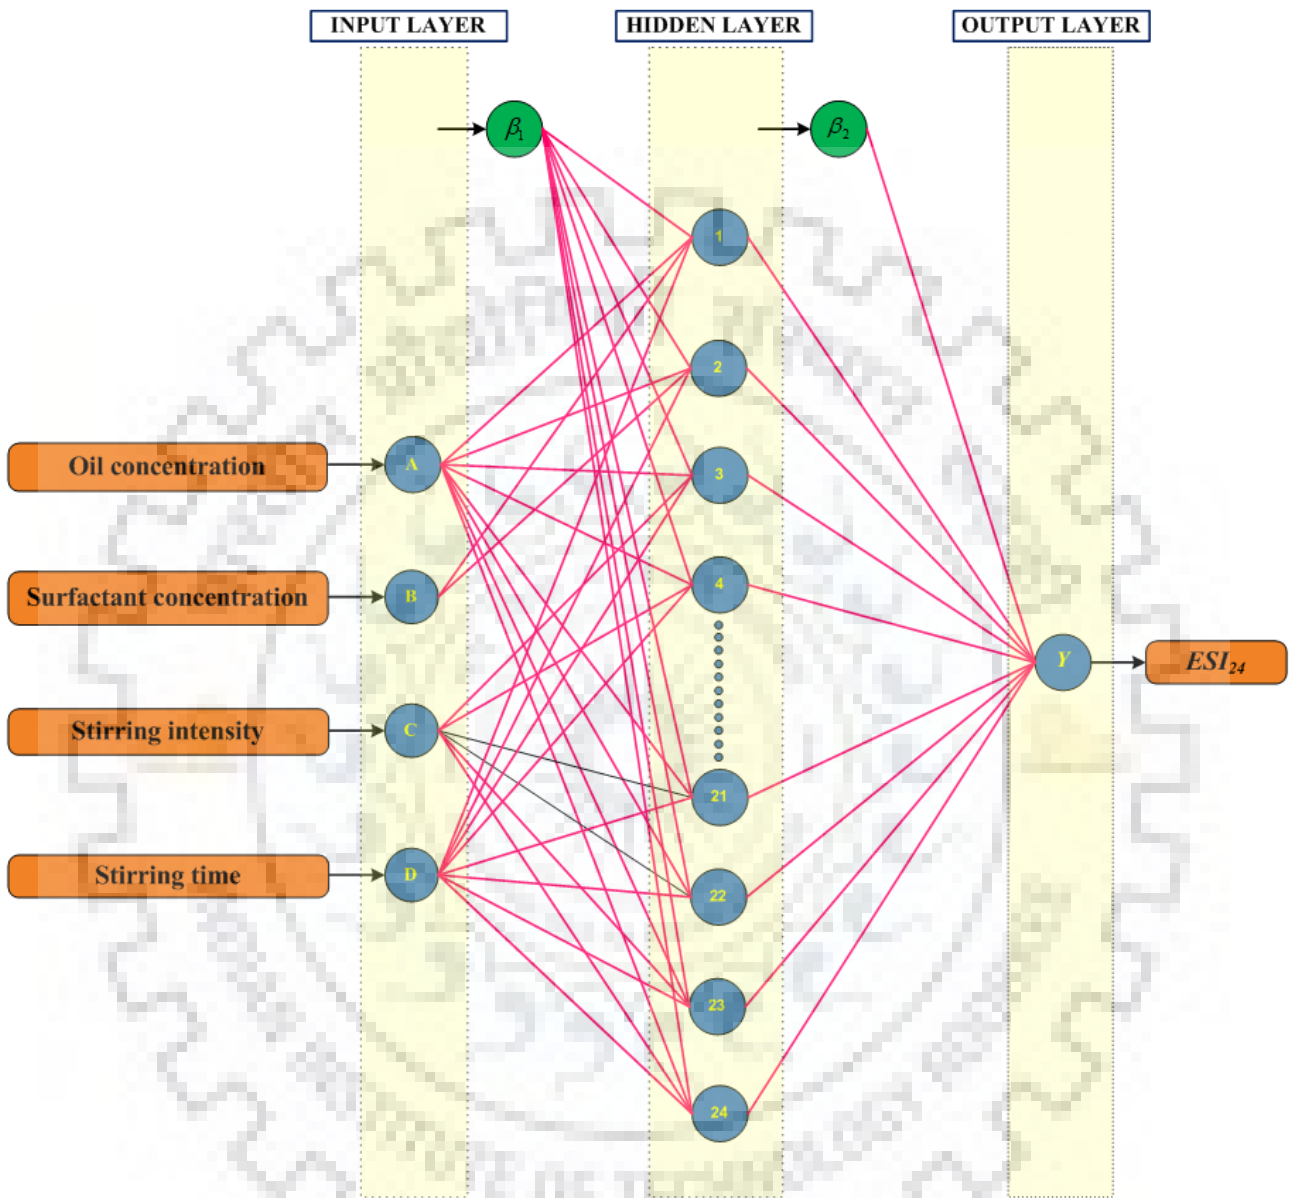 INPUT LAYER
HIDDEN LAYER
OUTPUT LAYER
β₁
β₂
1
2
3
4
21
22
23
24
Oil concentration
A
Surfactant concentration
B
Stirring intensity
C
Stirring time
D
Y
ESI₂₄